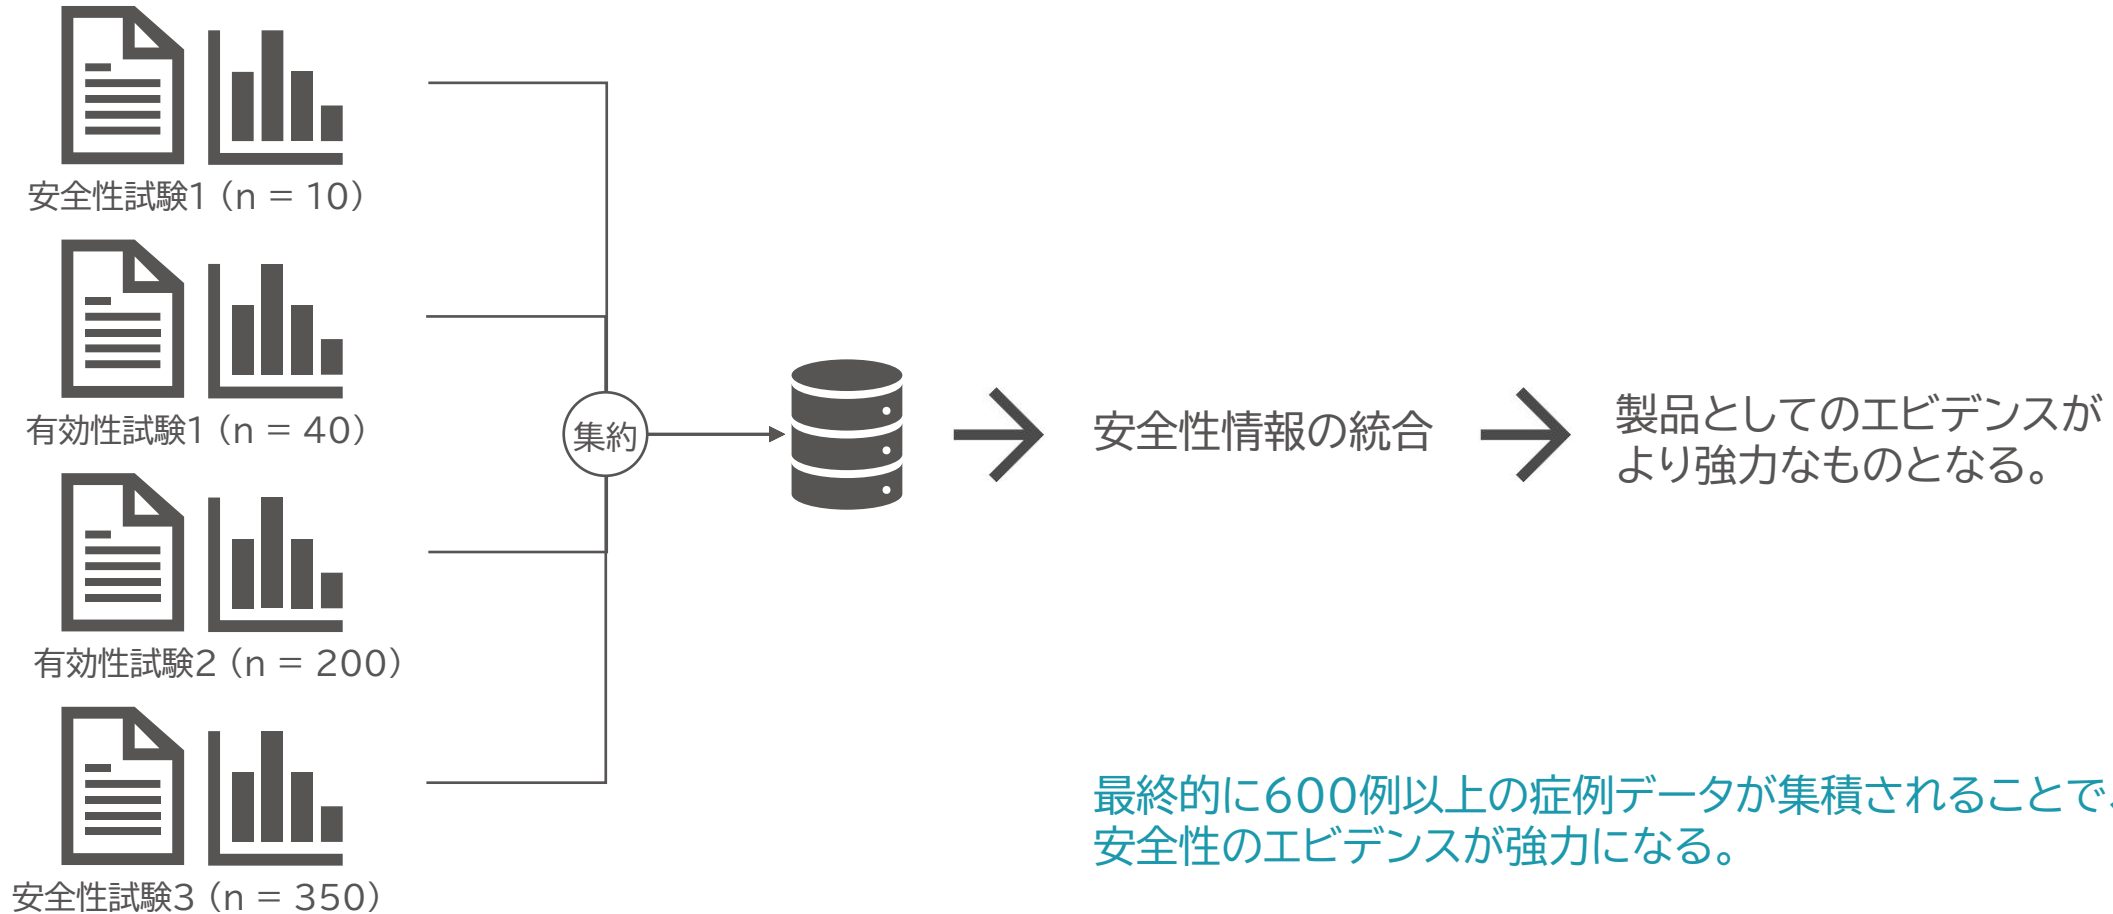 安全性試験1 (n = 10)
有効性試験1 (n = 40)
有効性試験2 (n = 200)
安全性試験3 (n = 350)
集約
安全性情報の統合
製品としてのエビデンスが
より強力なものとなる。
最終的に600例以上の症例データが集積されることで、
安全性のエビデンスが強力になる。